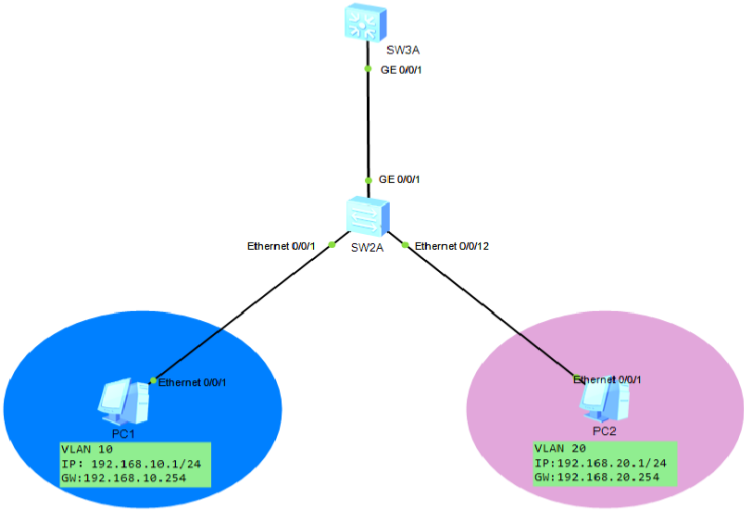 SW3A
GE 0/0/1
GE 0/0/1
Ethernet 0/0/1
Ethernet 0/0/12
SW2A
Ethernet 0/0/1
Ethernet 0/0/1
PC1
PC2
VLAN 10
IP: 192.168.10.1/24
GW:192.168.10.254
VLAN 20
IP:192.168.20.1/24
GW:192.168.20.254